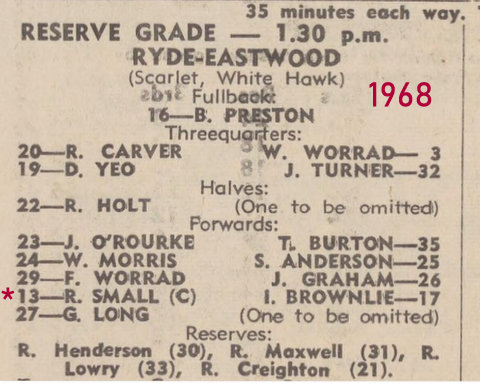 35 minutes each way.
RESERVE GRADE — 1.30 p.m.
RYDE-EASTWOOD
(Scarlet, White Hawk)
Fullback:
1968
16—B. PRESTON
Threequarters:
20—R. CARVER W. WORRAD— 3
19—D. YEO J. TURNER—32
Halves:
22—R. HOLT (One to be omitted)
Forwards:
23—J. O'ROURKE T. BURTON—35
24—W. MORRIS S. ANDERSON—25
29—F. WORRAD J. GRAHAM—26
*13—R. SMALL (C) I. BROWNLIE—17
27—G. LONG (One to be omitted)
Reserves:
R. Henderson (30), R. Maxwell (31), R.
Lowry (33), R. Creighton (21).